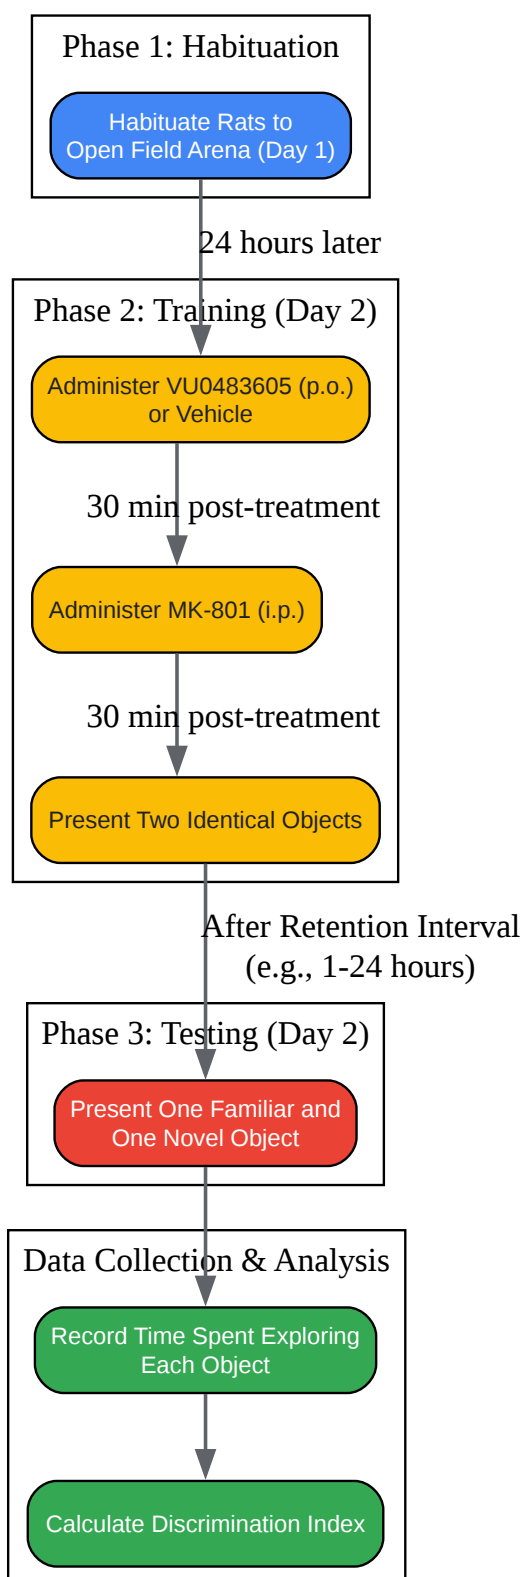 Phase 1: Habituation
Habituate Rats to
Open Field Arena (Day 1)
24 hours later
Phase 2: Training (Day 2)
Administer VU0483605 (p.o.)
or Vehicle
30 min post-treatment
Administer MK-801 (i.p.)
30 min post-treatment
Present Two Identical Objects
After Retention Interval
(e.g., 1-24 hours)
Phase 3: Testing (Day 2)
Present One Familiar and
One Novel Object
Data Collection & Analysis
Record Time Spent Exploring
Each Object
Calculate Discrimination Index